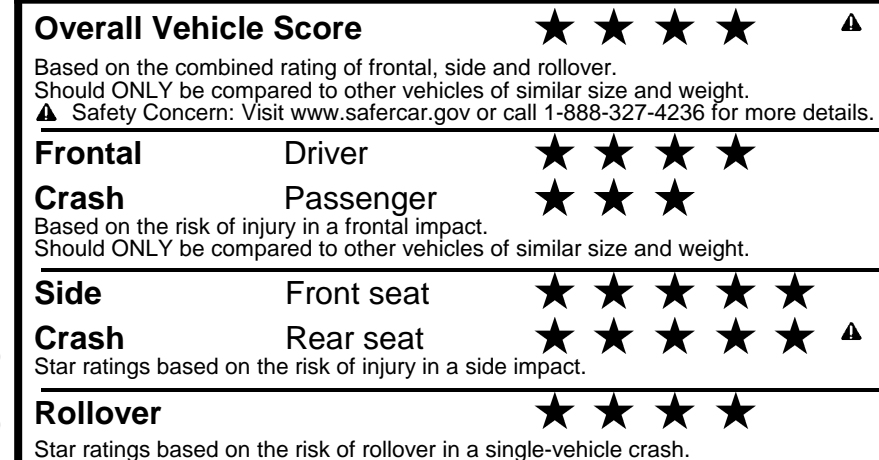 Overall Vehicle Score ★ ★ ★ ★ ⚠
Based on the combined rating of frontal, side and rollover.
Should ONLY be compared to other vehicles of similar size and weight.
⚠ Safety Concern: Visit www.safercar.gov or call 1-888-327-4236 for more details.
Frontal Driver ★ ★ ★ ★
Crash Passenger ★ ★ ★
Based on the risk of injury in a frontal impact.
Should ONLY be compared to other vehicles of similar size and weight.
Side Front seat ★ ★ ★ ★ ★
Crash Rear seat ★ ★ ★ ★ ★ ⚠
Star ratings based on the risk of injury in a side impact.
Rollover ★ ★ ★ ★
Star ratings based on the risk of rollover in a single-vehicle crash.